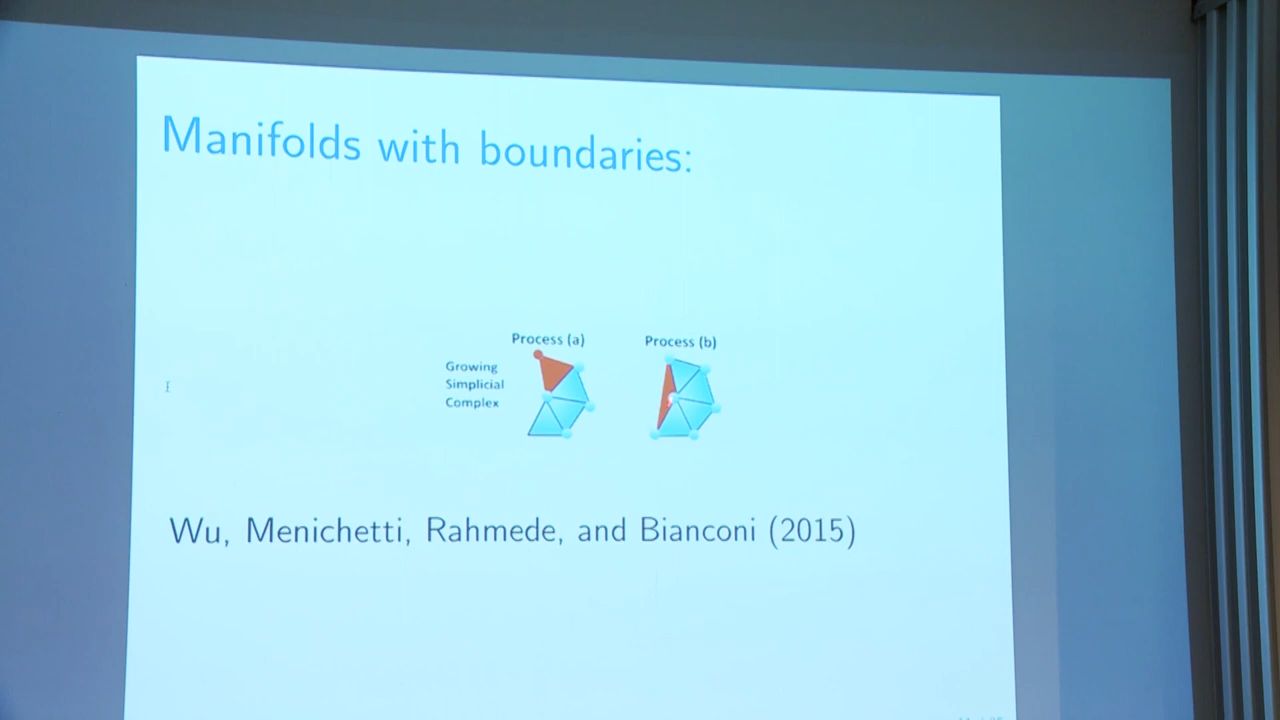 Manifolds with boundaries:
Process (a)
Process (b)
Growing
Simplicial
Complex
Wu, Menichetti, Rahmede, and Bianconi (2015)